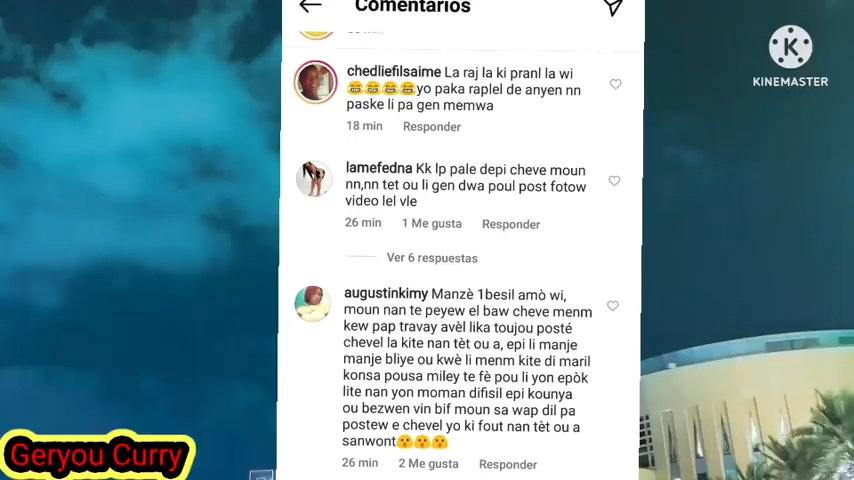 Comentarios
chedliefilsaime La raj la ki pranl la wi
😂😂😂😂yo paka raplel de anyen nn
paske li pa gen memwa
18 min Responder
lamefedna Kk lp pale depi cheve moun
nn,nn tet ou li gen dwa poul post fotow
video lel vle
26 min 1 Me gusta Responder
Ver 6 respuestas
augustinkimy Manzè 1besil amò wi,
moun nan te peyew el baw cheve menm
kew pap travay avèl lika toujou posté
chevel la kite nan tèt ou a, epi li manje
manje bliye ou kwè li menm kite di maril
konsa pousa miley te fè pou li yon epòk
lite nan yon moman difisil epi kounya
ou bezwen vin bif moun sa wap dil pa
postew e chevel yo ki fout nan tèt ou a
sanwont😮😮😮
26 min 2 Me gusta Responder
K
KINEMASTER
Geryou Curry